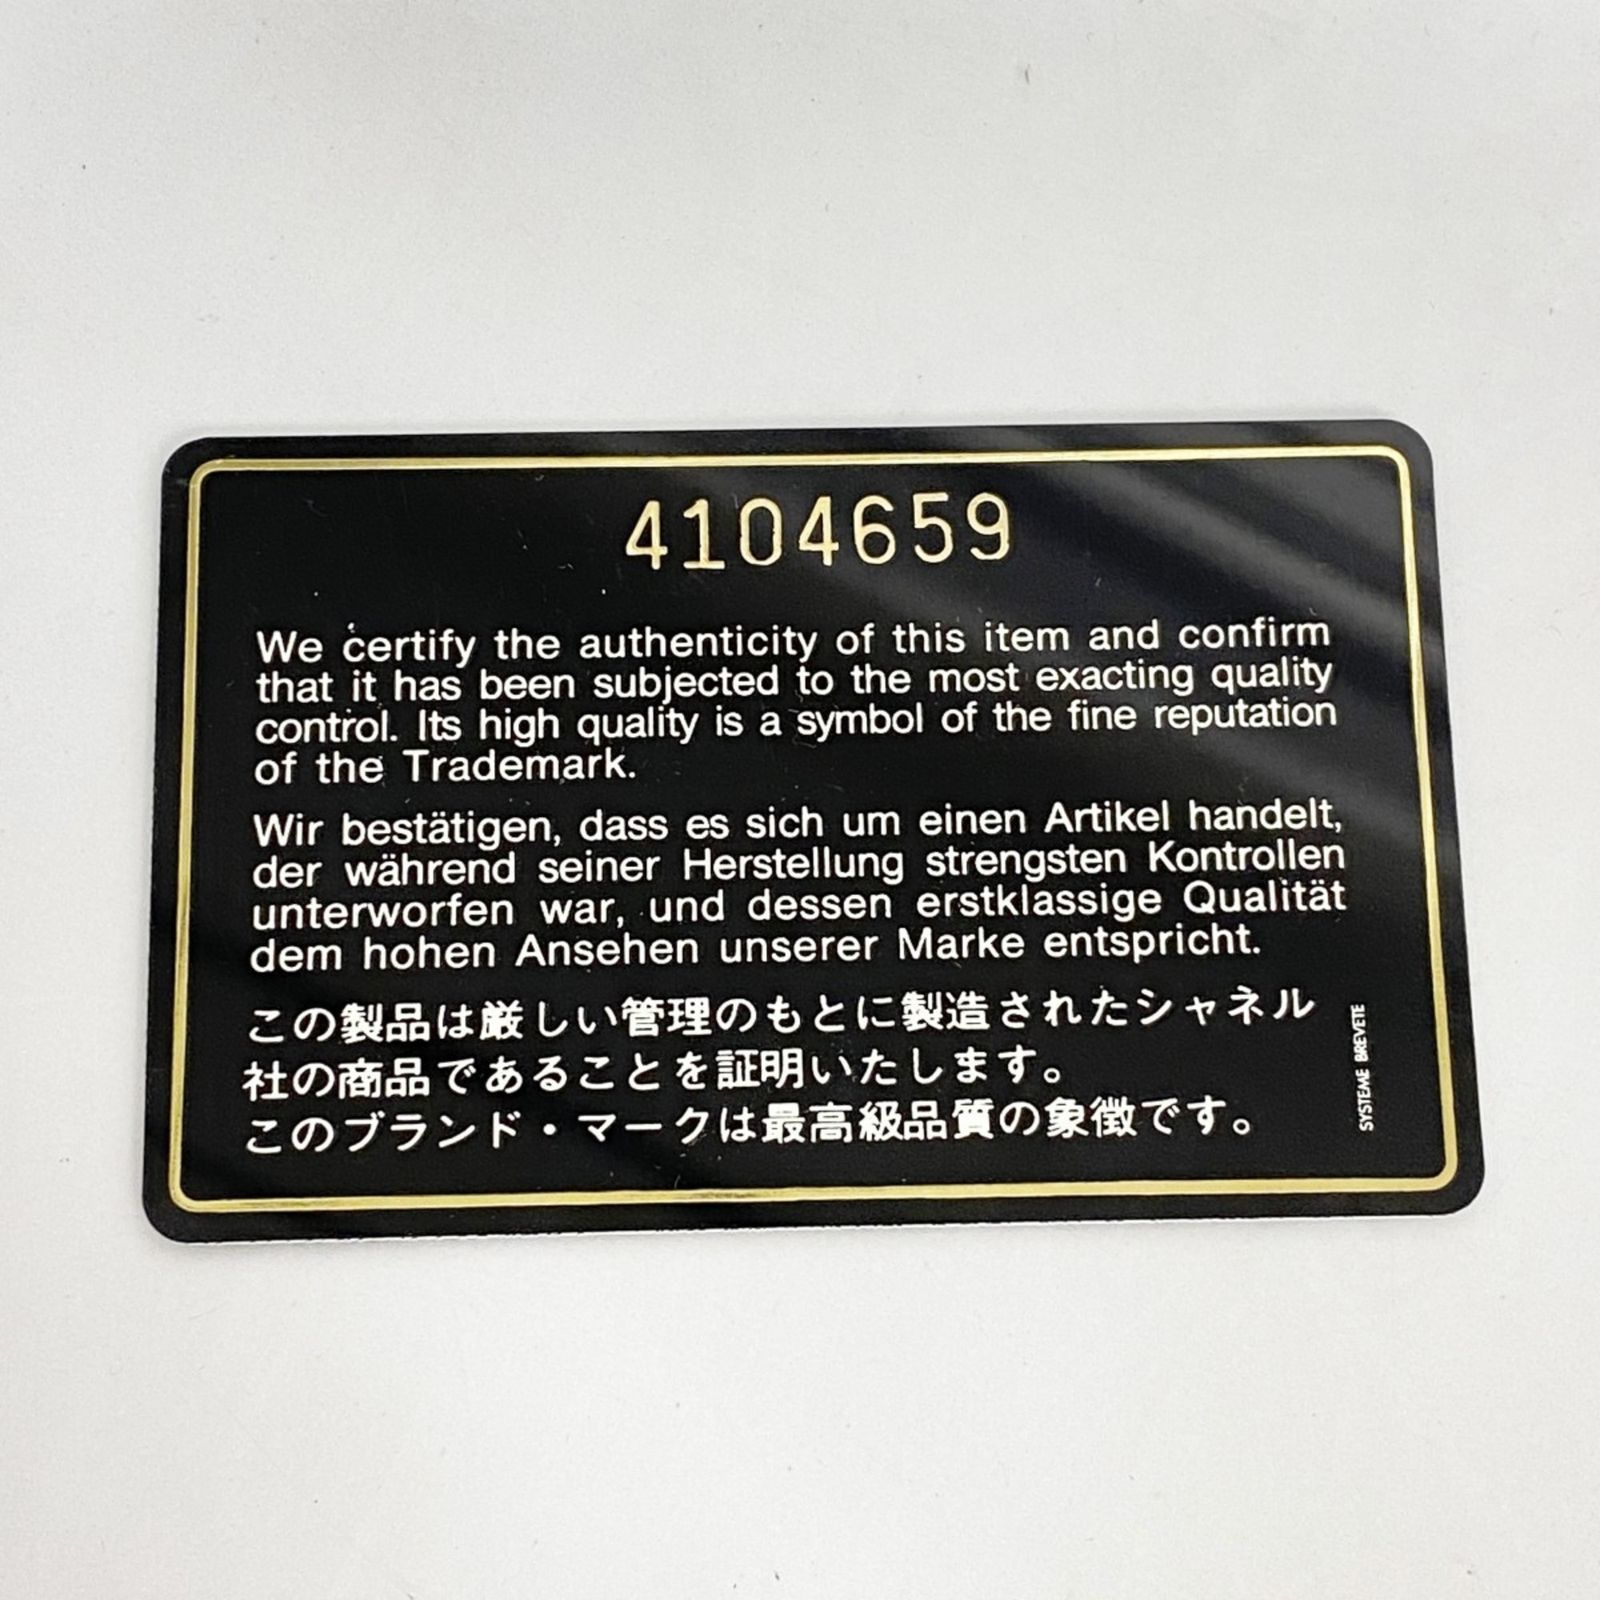 4104659
We certify the authenticity of this item and confirm
that it has been subjected to the most exacting quality
control. Its high quality is a symbol of the fine reputation
of the Trademark.
Wir bestätigen, dass es sich um einen Artikel handelt,
der während seiner Herstellung strengsten Kontrollen
unterworfen war, und dessen erstklassige Qualität
dem hohen Ansehen unserer Marke entspricht.
この製品は厳しい管理のもとに製造されたシャネル
社の商品であることを証明いたします。
このブランド・マークは最高級品質の象徴です。
SYSTEME BREVETE